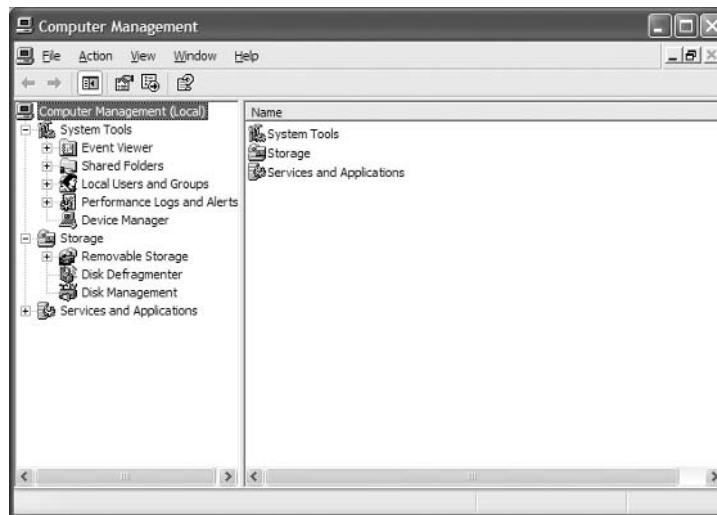 Computer Management
File Action View Window Help
Computer Management (Local)
System Tools
Event Viewer
Shared Folders
Local Users and Groups
Performance Logs and Alerts
Device Manager
Storage
Removable Storage
Disk Defragmenter
Disk Management
Services and Applications
Name
System Tools
Storage
Services and Applications